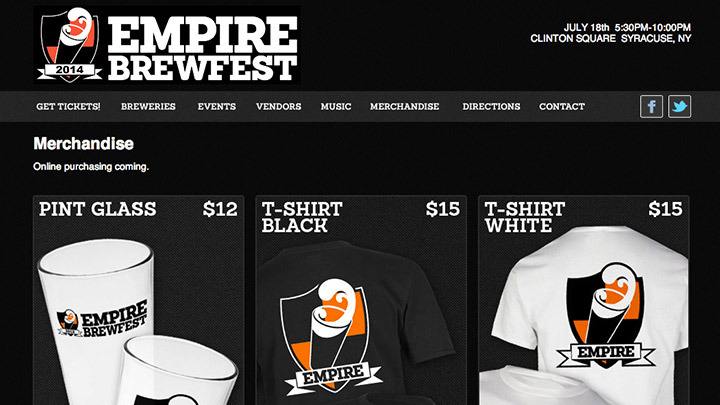 2014
EMPIRE
BREWFEST
JULY 18th 5:30PM-10:00PM
CLINTON SQUARE SYRACUSE, NY
GET TICKETS! BREWERIES EVENTS VENDORS MUSIC MERCHANDISE DIRECTIONS CONTACT
Merchandise
Online purchasing coming.
PINT GLASS $12
T-SHIRT $15
BLACK
T-SHIRT $15
WHITE
EMPIRE
BREWFEST
EMPIRE
EMPIRE